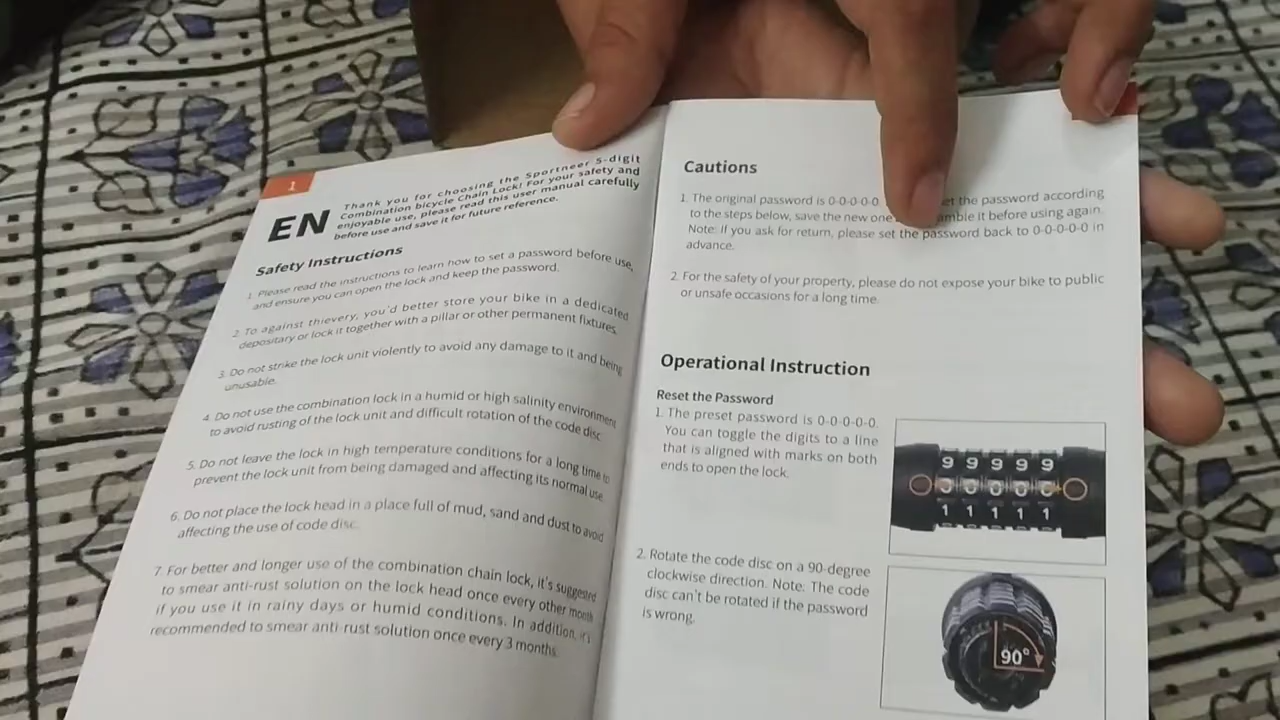 1
EN
Thank you for choosing the Sportneer 5-digit
Combination bicycle Chain Lock! For your safety and
enjoyable use, please read this user manual carefully
before use and save it for future reference.
Safety Instructions
1. Please read the instructions to learn how to set a password before use,
and ensure you can open the lock and keep the password.
2. To against thievery, you'd better store your bike in a dedicated
depositary or lock it together with a pillar or other permanent fixtures.
3. Do not strike the lock unit violently to avoid any damage to it and being
unusable.
4. Do not use the combination lock in a humid or high salinity environment
to avoid rusting of the lock unit and difficult rotation of the code disc.
5. Do not leave the lock in high temperature conditions for a long time to
prevent the lock unit from being damaged and affecting its normal use.
6. Do not place the lock head in a place full of mud, sand and dust to avoid
affecting the use of code disc.
7. For better and longer use of the combination chain lock, it's suggested
to smear anti-rust solution on the lock head once every other month
if you use it in rainy days or humid conditions. In addition, it's
recommended to smear anti-rust solution once every 3 months.
Cautions
1. The original password is 0-0-0-0-0 the password according
to the steps below, save the new one it before using again.
Note: If you ask for return, please set the password back to 0-0-0-0-0 in
advance.
2. For the safety of your property, please do not expose your bike to public
or unsafe occasions for a long time.
Operational Instruction
Reset the Password
1. The preset password is 0-0-0-0-0.
You can toggle the digits to a line
that is aligned with marks on both
ends to open the lock.
9 9 9 9 9
0 0 0 0 0
1 1 1 1 1
2. Rotate the code disc on a 90-degree
clockwise direction. Note: The code
disc can't be rotated if the password
is wrong.
90°